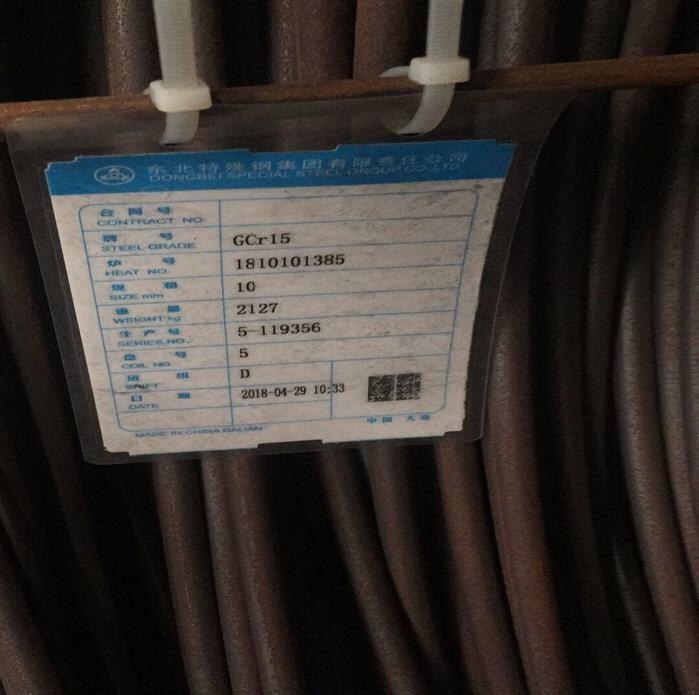 东北特殊钢集团有限责任公司
DONGBEI SPECIAL STEEL GROUP CO.,LTD.
合同号
CONTRACT NO.
牌号
STEEL GRADE
GCr15
炉号
HEAT NO.
1810101385
规格
SIZE mm
10
重量
WEIGHT kg
2127
生产号
SERIES.NO.
5-119356
盘号
COIL NO.
5
班组
SHIFT
D
日期
DATE
2018-04-29 10:33
中国 大连
MADE IN CHINA DALIAN